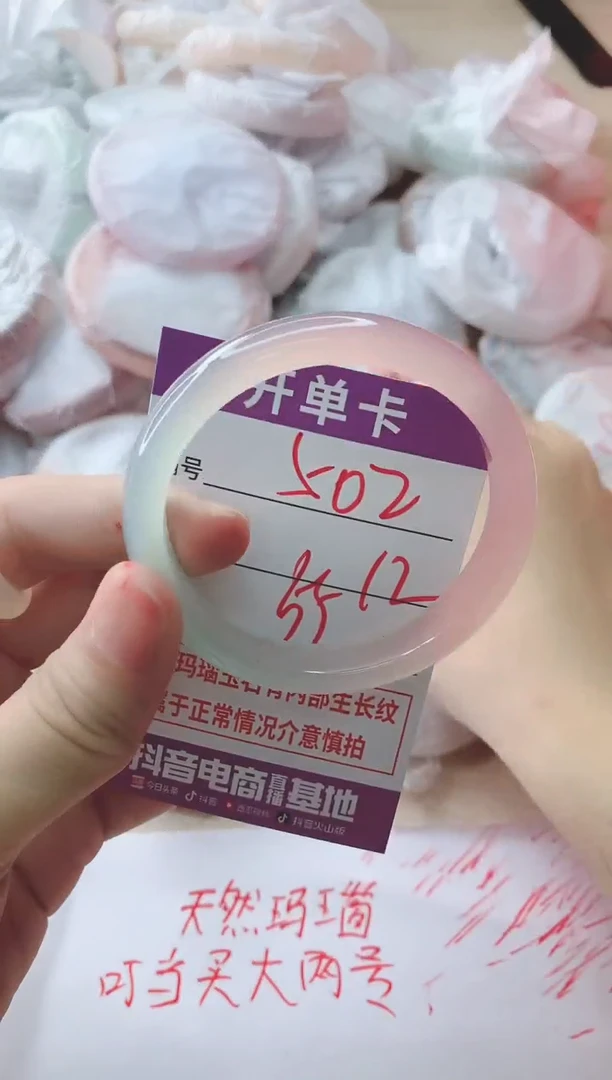 开单卡
号 502
55 12
玛瑙玉石有内部生长纹
属于正常情况介意慎拍
抖音电商直播基地
今日头条 抖音 西瓜视频 抖音火山版
天然玛瑙
叮当买大两号